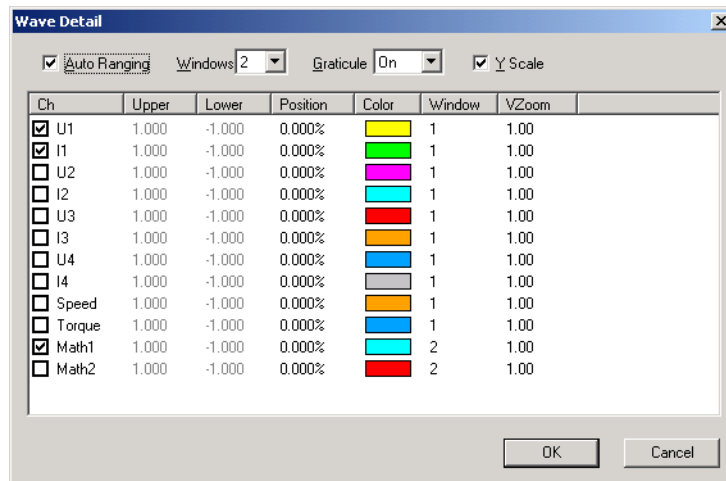 Wave Detail
Auto Ranging Windows 2 Graticule On Y Scale
Ch Upper Lower Position Color Window VZoom
U1 1.000 -1.000 0.000% 1 1.00
I1 1.000 -1.000 0.000% 1 1.00
U2 1.000 -1.000 0.000% 1 1.00
I2 1.000 -1.000 0.000% 1 1.00
U3 1.000 -1.000 0.000% 1 1.00
I3 1.000 -1.000 0.000% 1 1.00
U4 1.000 -1.000 0.000% 1 1.00
I4 1.000 -1.000 0.000% 1 1.00
Speed 1.000 -1.000 0.000% 1 1.00
Torque 1.000 -1.000 0.000% 1 1.00
Math1 1.000 -1.000 0.000% 2 1.00
Math2 1.000 -1.000 0.000% 2 1.00
OK Cancel